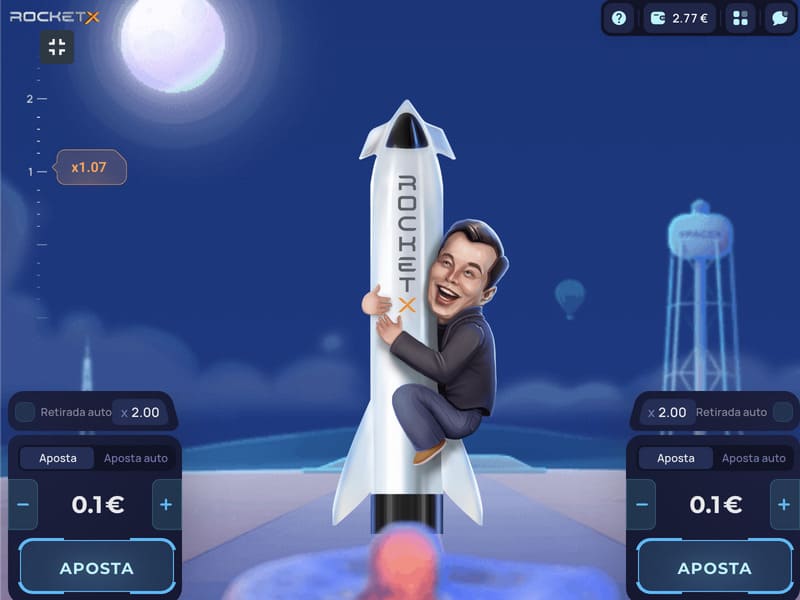 ROCKETX
2.77 €
2
x1.07
1
ROCKETX
SPACEX
Retirada auto
x 2.00
x 2.00
Retirada auto
Aposta
Aposta auto
Aposta
Aposta auto
0.1 €
0.1 €
APOSTA
APOSTA